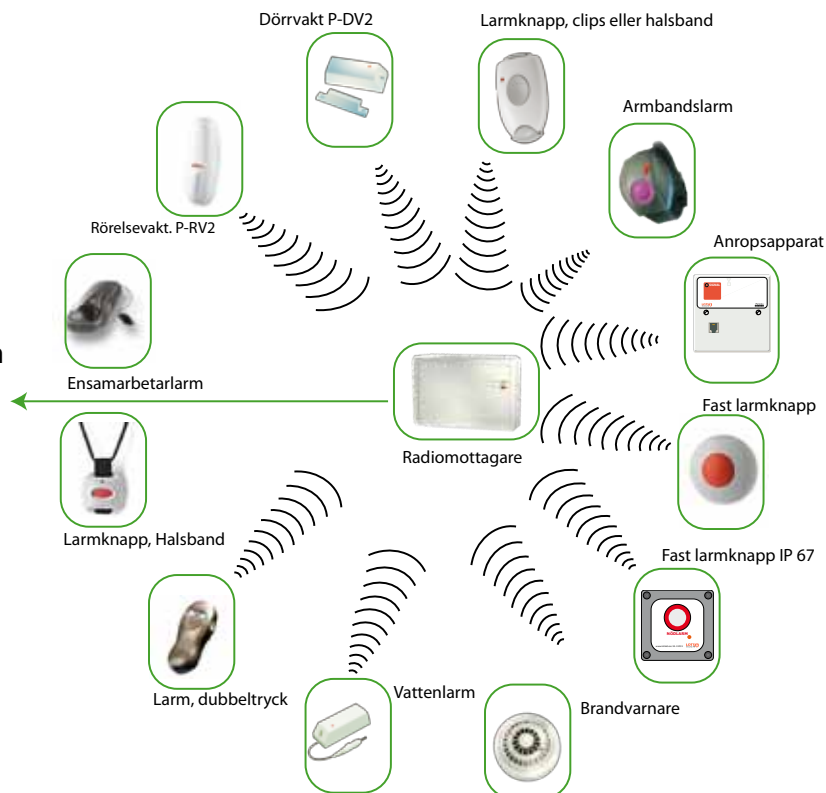 Dörrvakt P-DV2
Larmknapp, clips eller halsband
Armbandslarm
Rörelsevakt. P-RV2
Anropsapparat
Ensamarbetarlarm
Fast larmknapp
Radiomottagare
Larmknapp, Halsband
Fast larmknapp IP 67
NÖDLARM
Larm, dubbeltryck
Vattenlarm
Brandvarnare